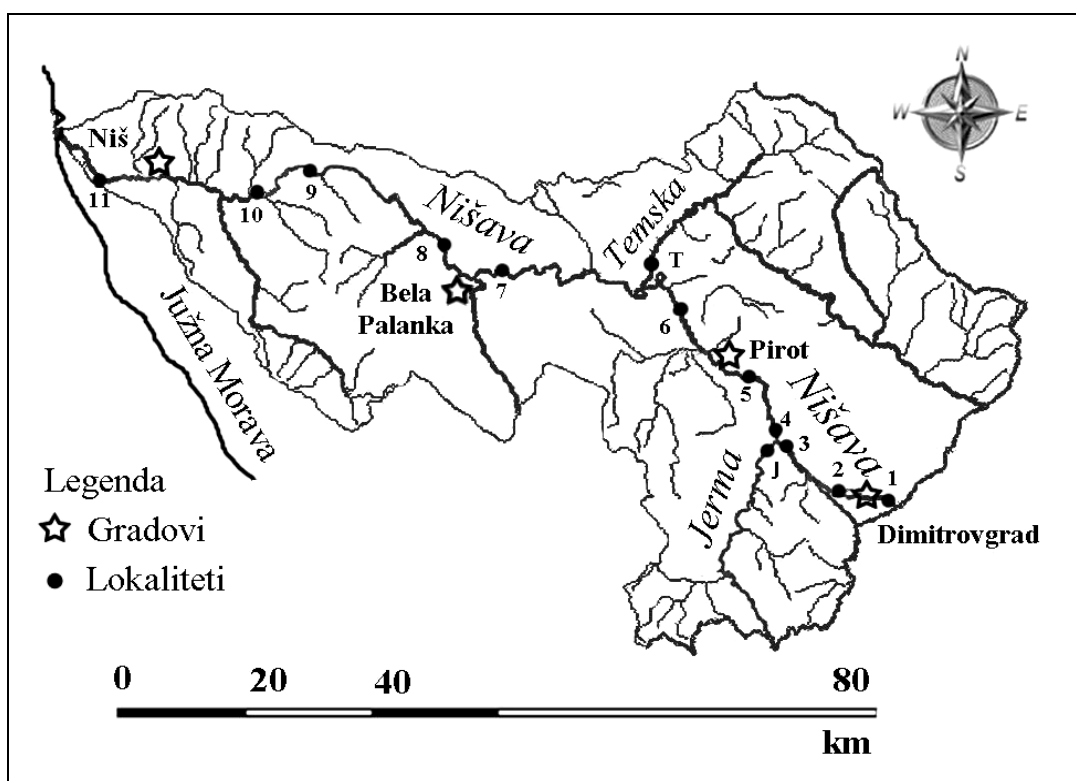 N
W
E
S
Niš
11
10
9
Nišava
8
7
Bela
Palanka
Temska
T
6
Pirot
5
Nišava
4
3
J
2
1
Jerma
Dimitrovgrad
Južna Morava
Legenda
Gradovi
Lokaliteti
0 20 40 80
km